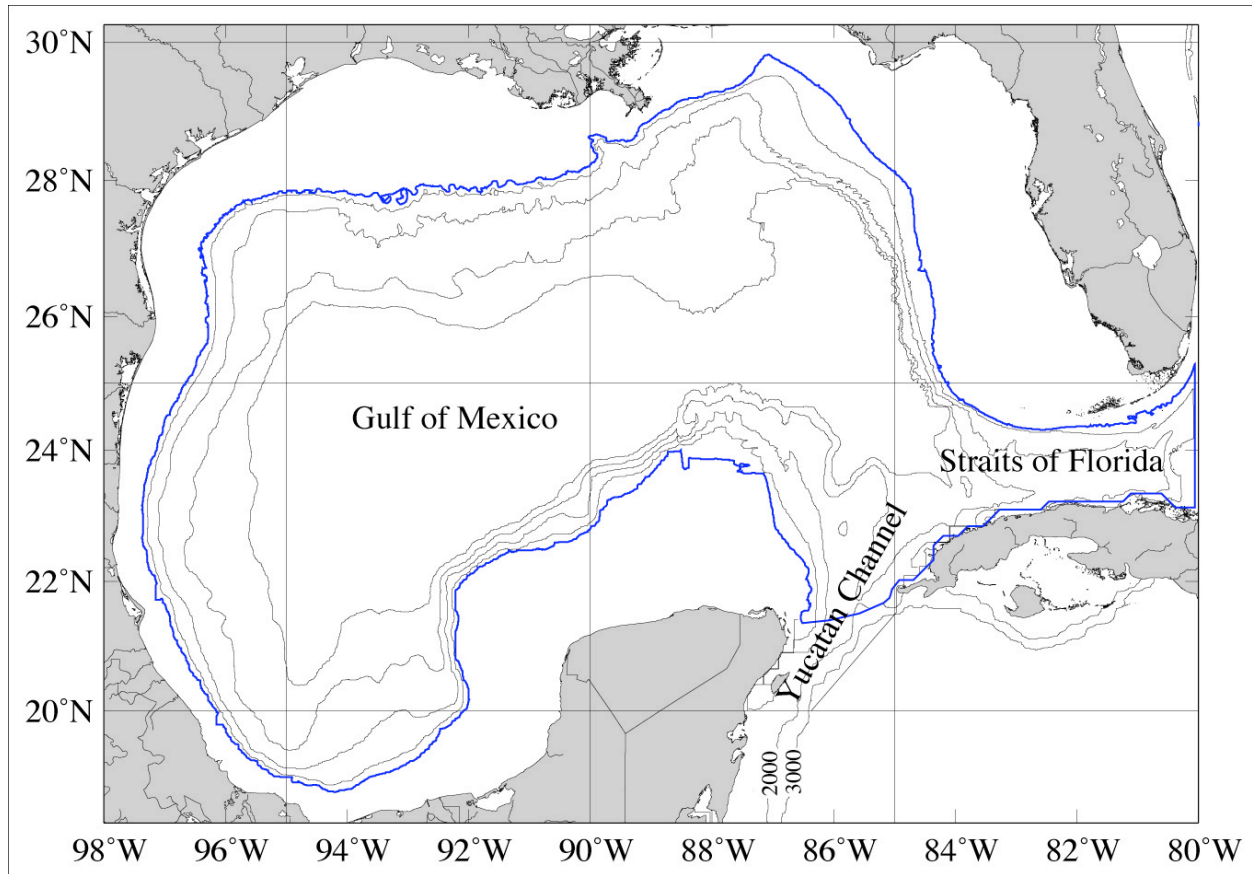 30°N
28°N
26°N
24°N
22°N
20°N
Gulf of Mexico
Straits of Florida
Yucatan Channel
2000
3000
98°W
96°W
94°W
92°W
90°W
88°W
86°W
84°W
82°W
80°W